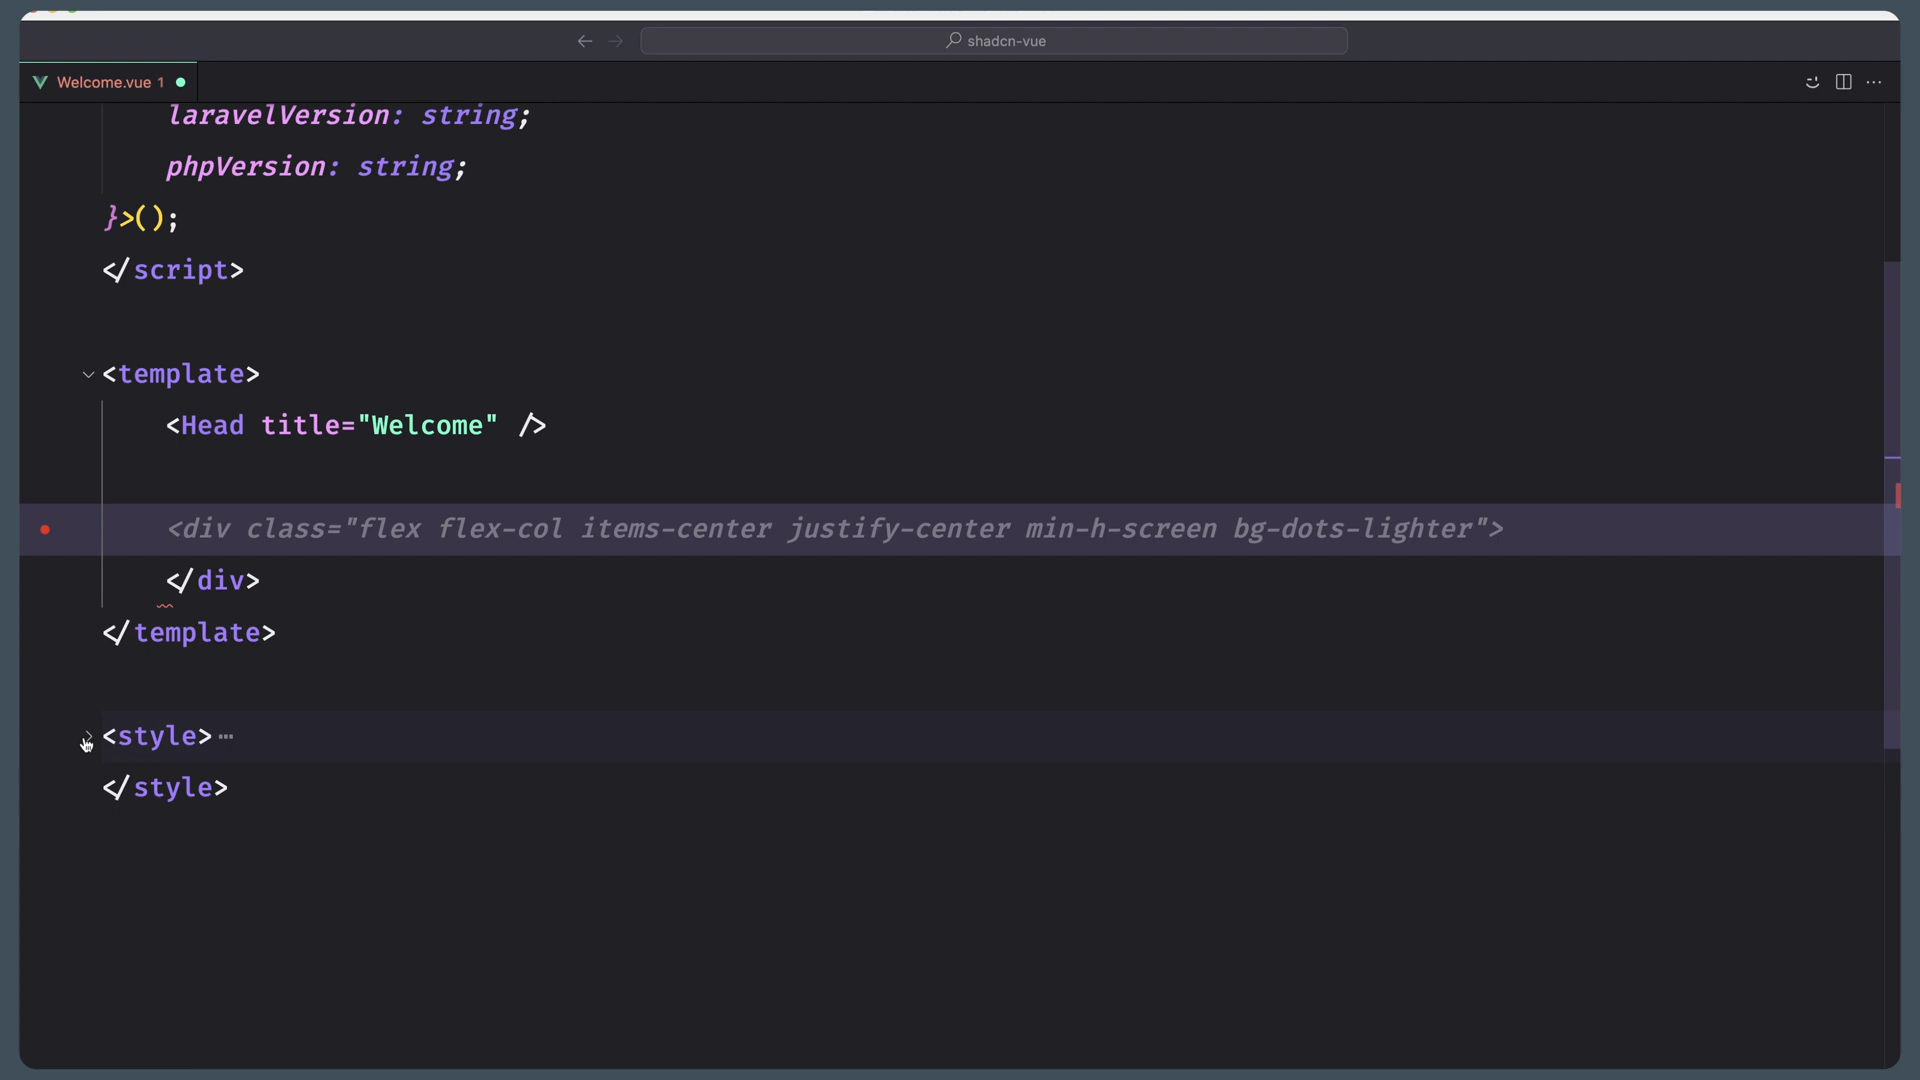 shadcn-vue
Welcome.vue 1
laravelVersion: string;
phpVersion: string;
}>();
</script>
<template>
<Head title="Welcome" />
<div class="flex flex-col items-center justify-center min-h-screen bg-dots-lighter">
</div>
</template>
<style>
</style>